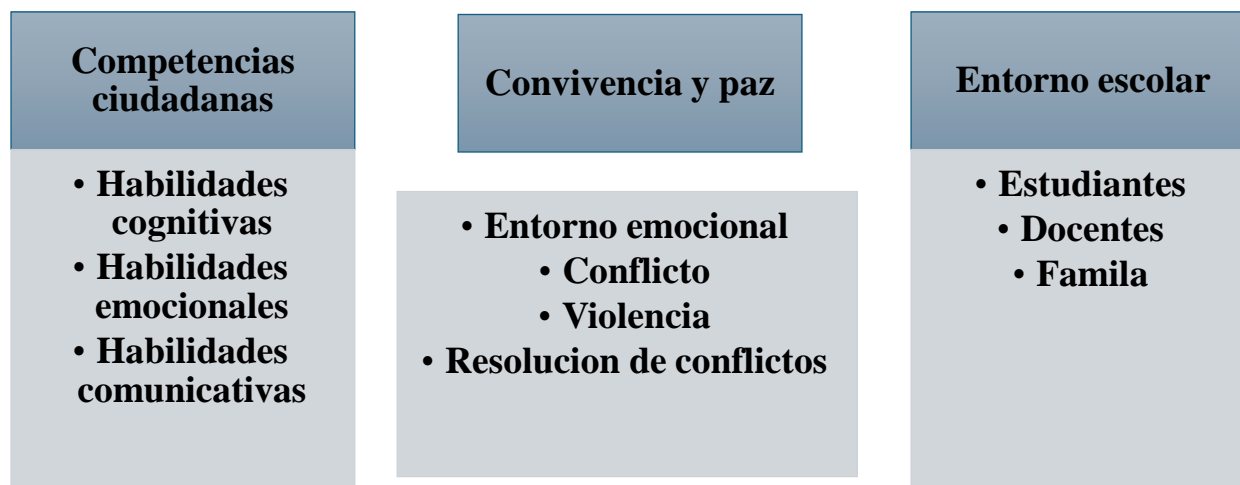 Competencias
ciudadanas
• Habilidades
cognitivas
• Habilidades
emocionales
• Habilidades
comunicativas
Convivencia y paz
• Entorno emocional
• Conflicto
• Violencia
• Resolucion de conflictos
Entorno escolar
• Estudiantes
• Docentes
• Famila